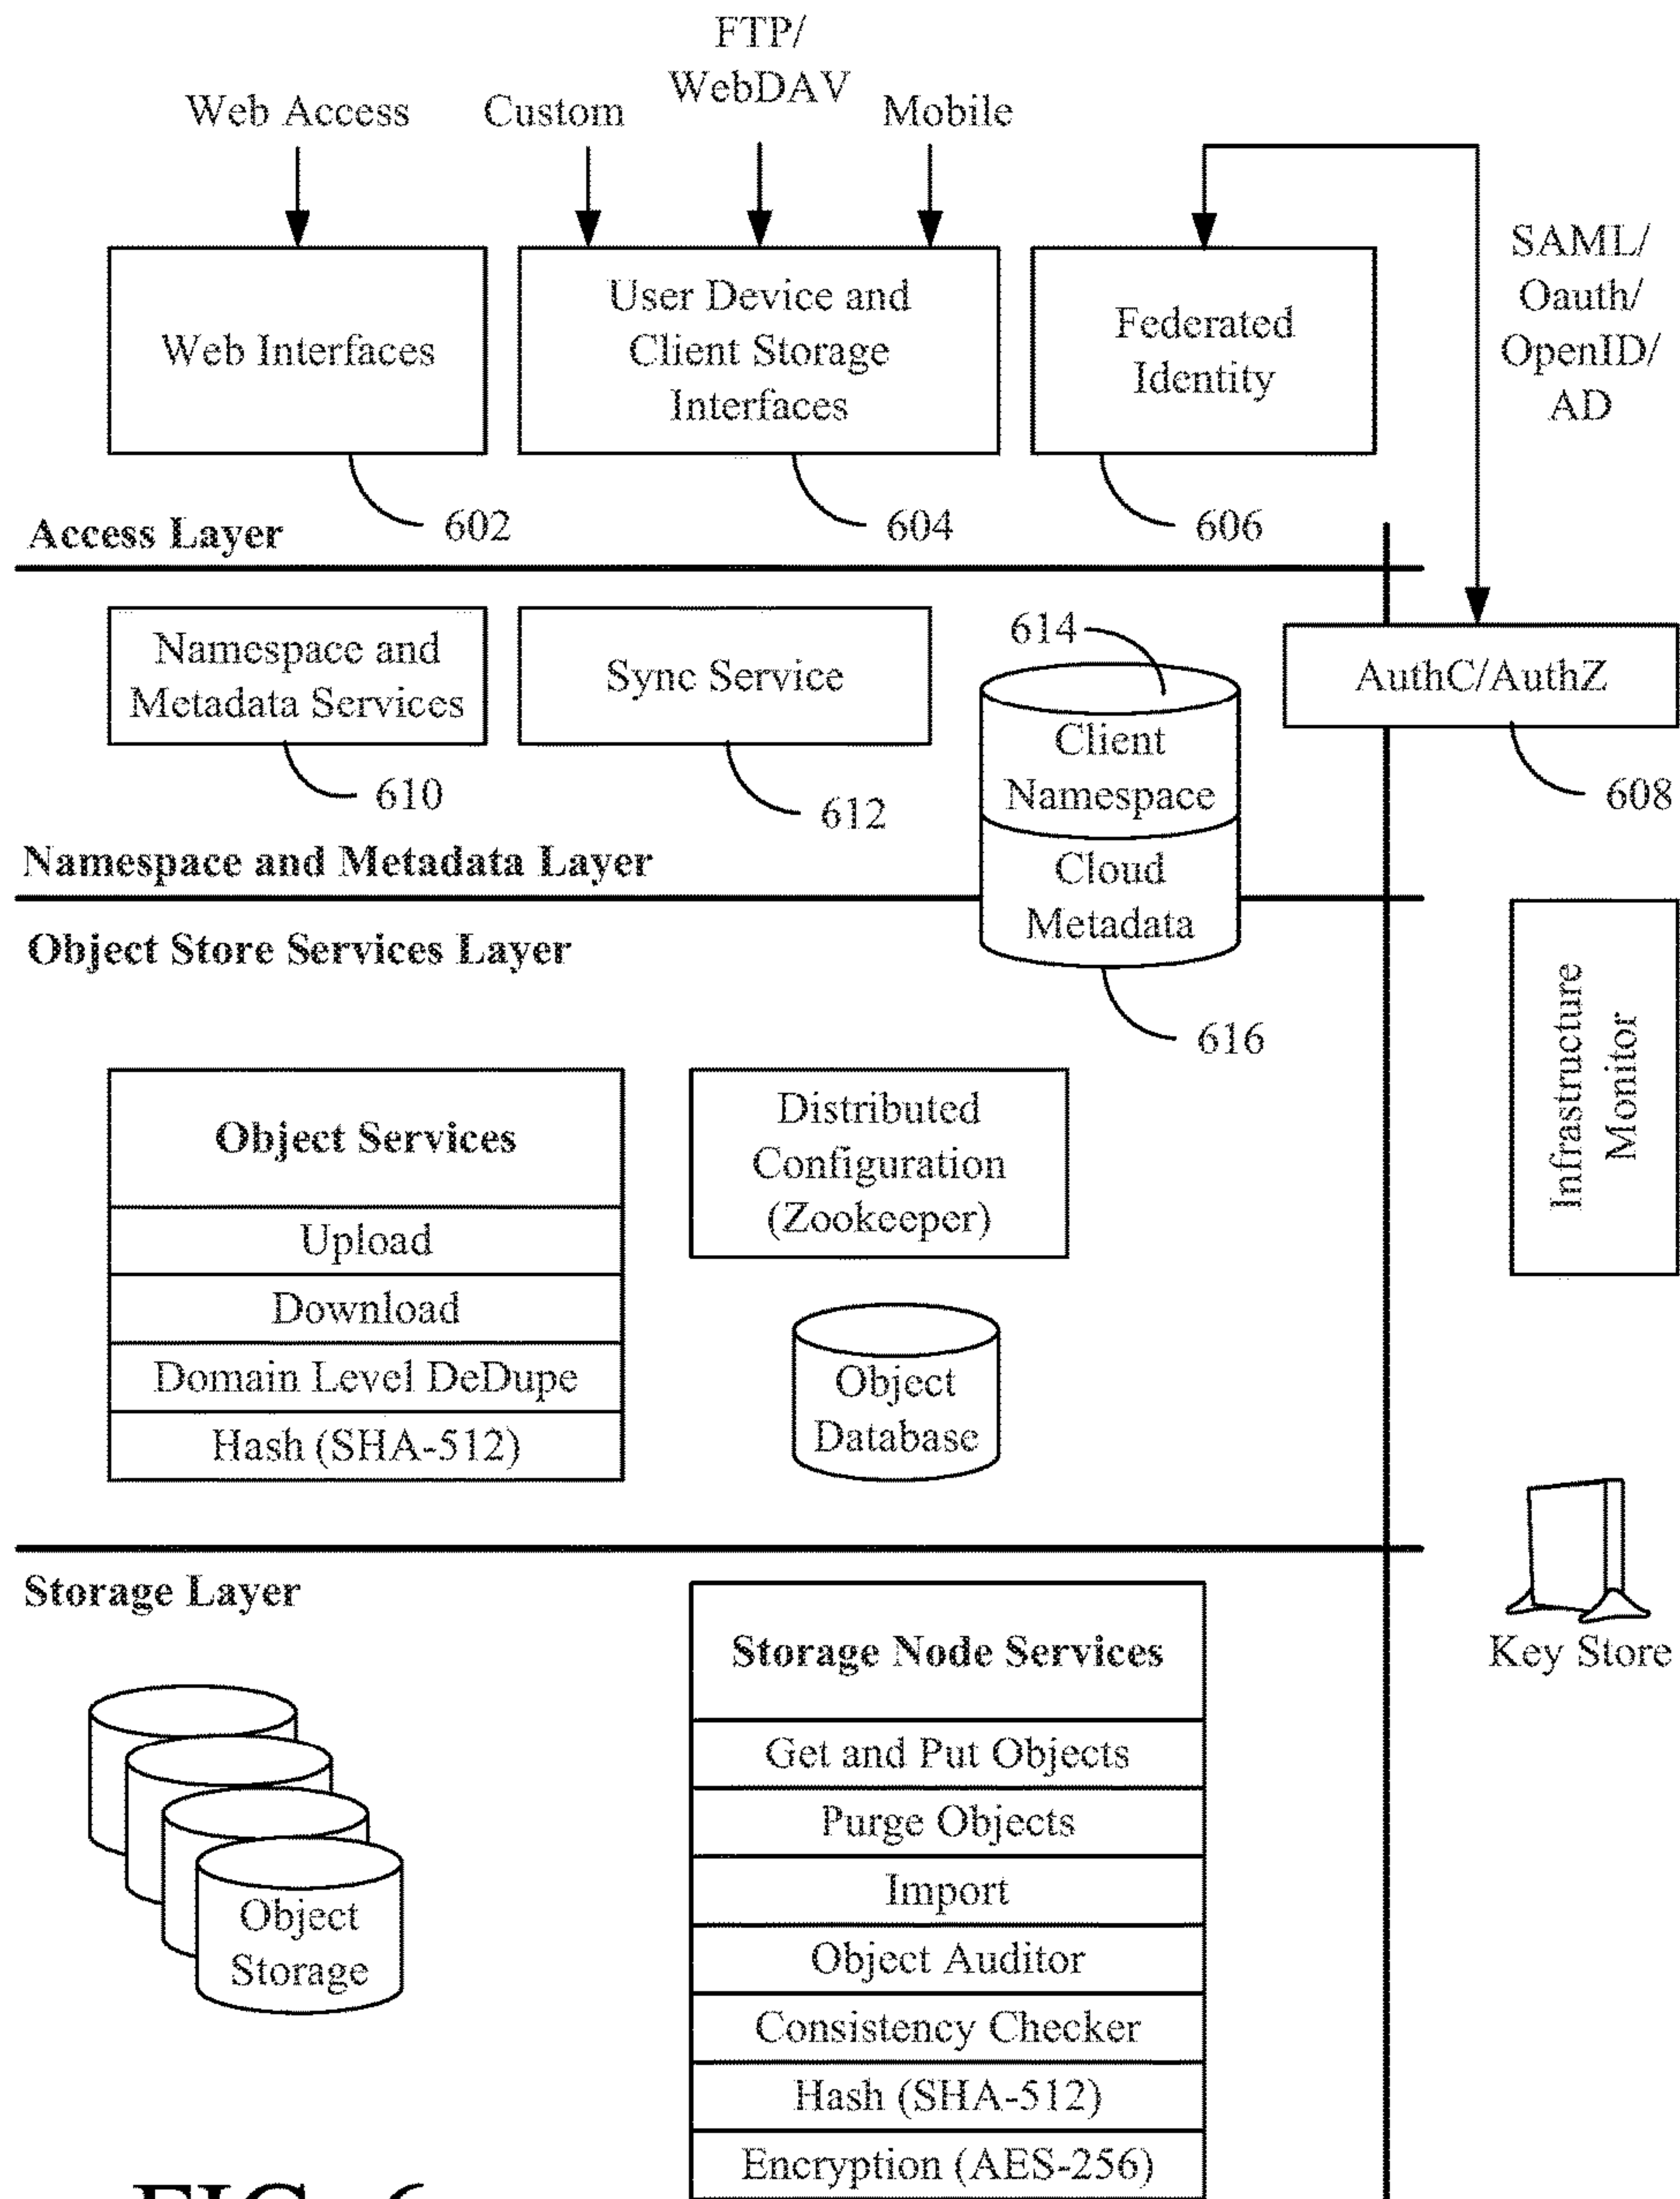 FTP/
WebDAV
Web Access
Custom
Mobile
SAML/
Oauth/
OpenID/
AD
Web Interfaces
User Device and
Client Storage
Interfaces
Federated
Identity
602
604
606
Access Layer
Namespace and
Metadata Services
Sync Service
614
Client
Namespace
Cloud
Metadata
AuthC/AuthZ
610
612
608
Namespace and Metadata Layer
Object Store Services Layer
616
Infrastructure
Monitor
Object Services
Upload
Download
Domain Level DeDupe
Hash (SHA-512)
Distributed
Configuration
(Zookeeper)
Object
Database
Storage Layer
Key Store
Object
Storage
Storage Node Services
Get and Put Objects
Purge Objects
Import
Object Auditor
Consistency Checker
Hash (SHA-512)
Encryption (AES-256)
FIG. 6